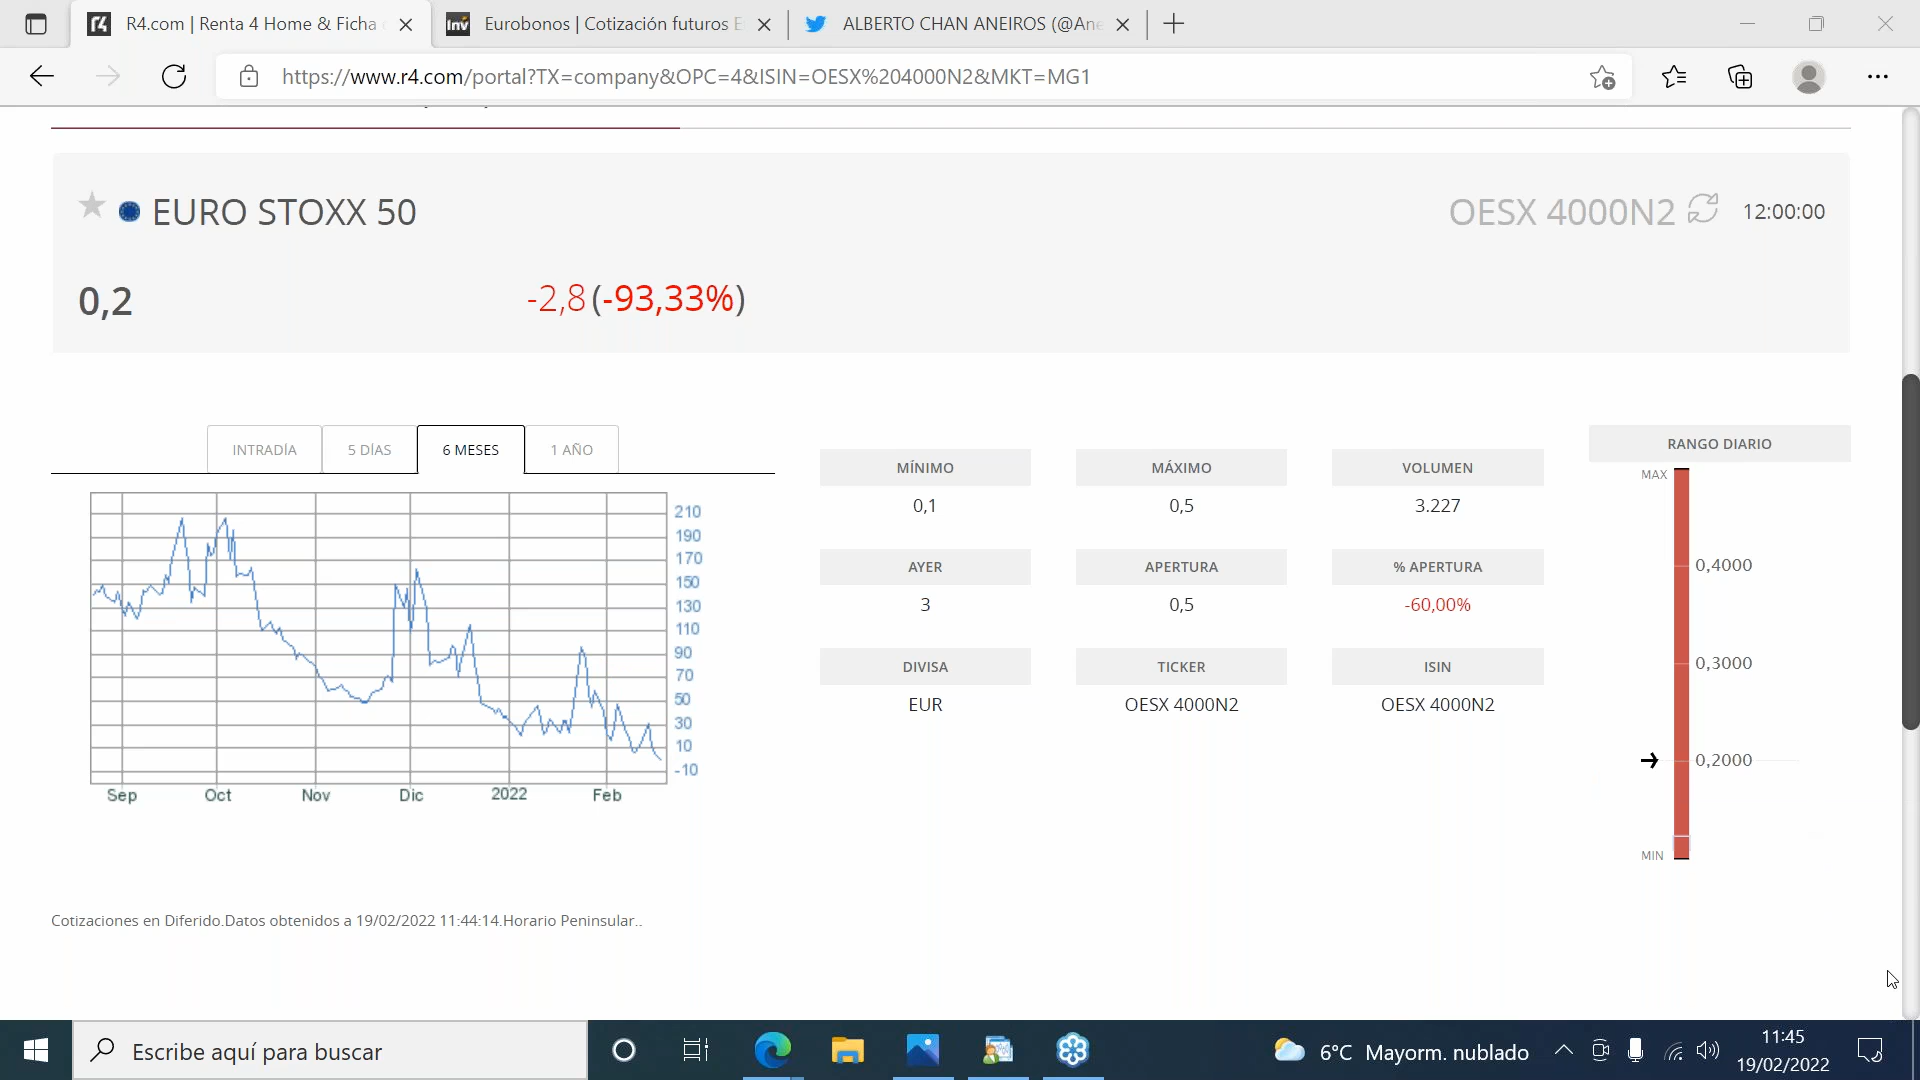 R4.com | Renta 4 Home & Ficha
Eurobonos | Cotización futuros E
ALBERTO CHAN ANEIROS (@Ane
https://www.r4.com/portal?TX=company&OPC=4&ISIN=OESX%204000N2&MKT=MG1
EURO STOXX 50
OESX 4000N2
12:00:00
0,2
-2,8 (-93,33%)
INTRADÍA
5 DÍAS
6 MESES
1 AÑO
210
190
170
150
130
110
90
70
50
30
10
-10
Sep
Oct
Nov
Dic
2022
Feb
MÍNIMO
MÁXIMO
VOLUMEN
0,1
0,5
3.227
AYER
APERTURA
% APERTURA
3
0,5
-60,00%
DIVISA
TICKER
ISIN
EUR
OESX 4000N2
OESX 4000N2
RANGO DIARIO
MAX
0,4000
0,3000
0,2000
MIN
Cotizaciones en Diferido.Datos obtenidos a 19/02/2022 11:44:14.Horario Peninsular..
Escribe aquí para buscar
6°C Mayorm. nublado
11:45
19/02/2022